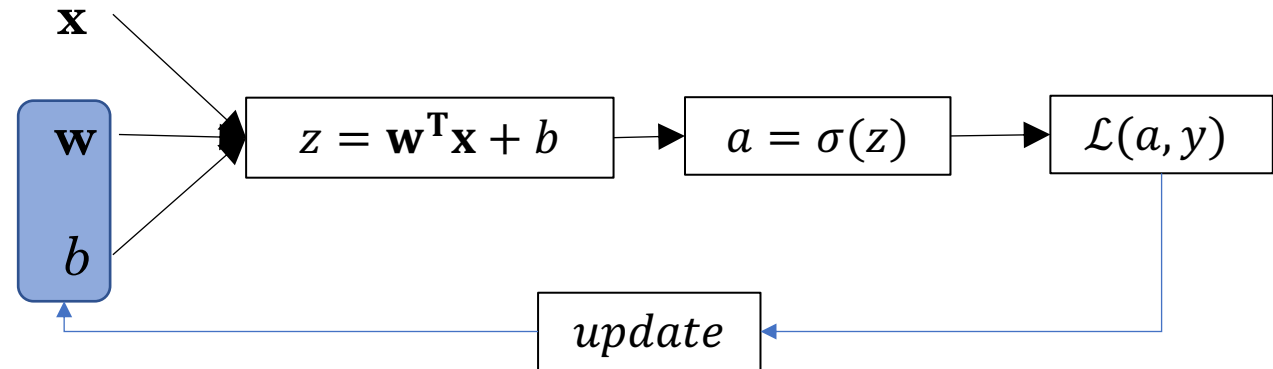 𝐱
𝐰
𝑏
𝑧 = 𝐰ᵀ𝐱 + 𝑏
𝑎 = 𝜎(𝑧)
ℒ(𝑎, 𝑦)
𝑢𝑝𝑑𝑎𝑡𝑒